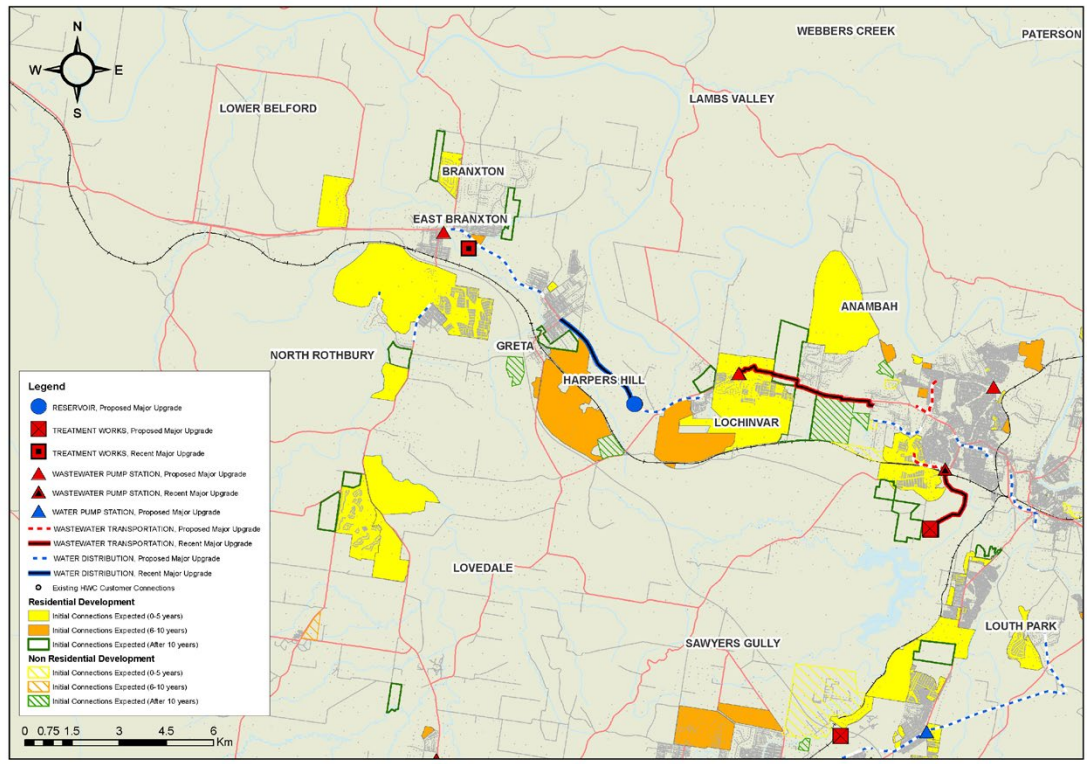 N
W E
S
WEBBERS CREEK
PATERSON
LOWER BELFORD
LAMBS VALLEY
BRANXTON
EAST BRANXTON
ANAMBAH
NORTH ROTHBURY
GRETA
HARPERS HILL
LOCHINVAR
LOVEDALE
SAWYERS GULLY
LOUTH PARK
Legend
RESERVOIR, Proposed Major Upgrade
TREATMENT WORKS, Proposed Major Upgrade
TREATMENT WORKS, Recent Major Upgrade
WASTEWATER PUMP STATION, Proposed Major Upgrade
WASTEWATER PUMP STATION, Recent Major Upgrade
WATER PUMP STATION, Proposed Major Upgrade
WASTEWATER TRANSPORTATION, Proposed Major Upgrade
WASTEWATER TRANSPORTATION, Recent Major Upgrade
WATER DISTRIBUTION, Proposed Major Upgrade
WATER DISTRIBUTION, Recent Major Upgrade
Existing HWC Customer Connections
Residential Development
Initial Connections Expected (0-5 years)
Initial Connections Expected (6-10 years)
Initial Connections Expected (After 10 years)
Non Residential Development
Initial Connections Expected (0-5 years)
Initial Connections Expected (6-10 years)
Initial Connections Expected (After 10 years)
0 0.75 1.5 3 4.5 6
Km